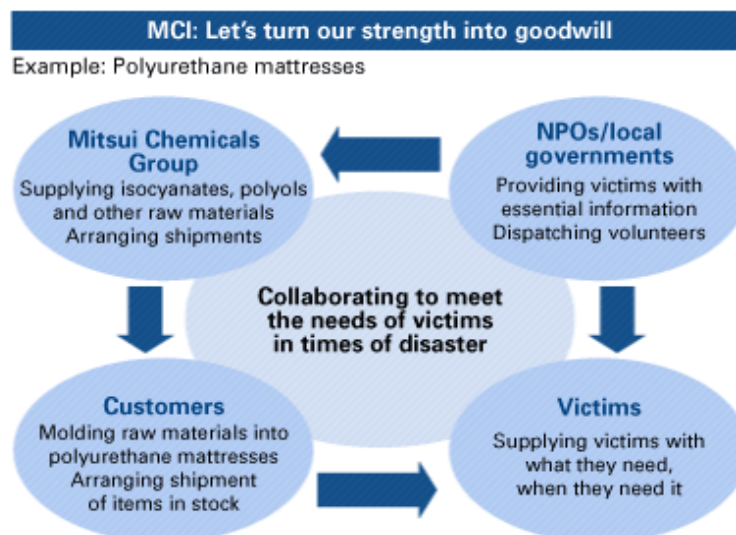 MCI: Let's turn our strength into goodwill
Example: Polyurethane mattresses
Mitsui Chemicals
Group
Supplying isocyanates, polyols
and other raw materials
Arranging shipments
NPOs/local
governments
Providing victims with
essential information
Dispatching volunteers
Collaborating to meet
the needs of victims
in times of disaster
Customers
Molding raw materials into
polyurethane mattresses
Arranging shipment
of items in stock
Victims
Supplying victims with
what they need,
when they need it